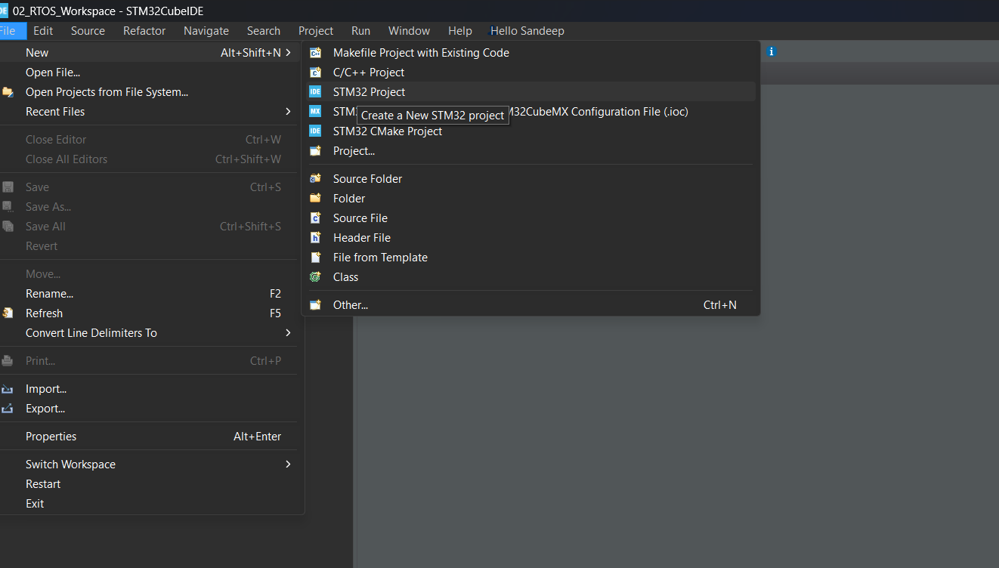 IDE 02_RTOS_Workspace - STM32CubeIDE
File Edit Source Refactor Navigate Search Project Run Window Help Hello Sandeep
New Alt+Shift+N
Open File...
Open Projects from File System...
Recent Files
Close Editor Ctrl+W
Close All Editors Ctrl+Shift+W
Save Ctrl+S
Save As...
Save All Ctrl+Shift+S
Revert
Move...
Rename... F2
Refresh F5
Convert Line Delimiters To
Print... Ctrl+P
Import...
Export...
Properties Alt+Enter
Switch Workspace
Restart
Exit
Makefile Project with Existing Code
C/C++ Project
IDE STM32 Project
MX STM3 M32CubeMX Configuration File (.ioc)
Create a New STM32 project
IDE STM32 CMake Project
Project...
Source Folder
Folder
Source File
Header File
File from Template
Class
Other... Ctrl+N